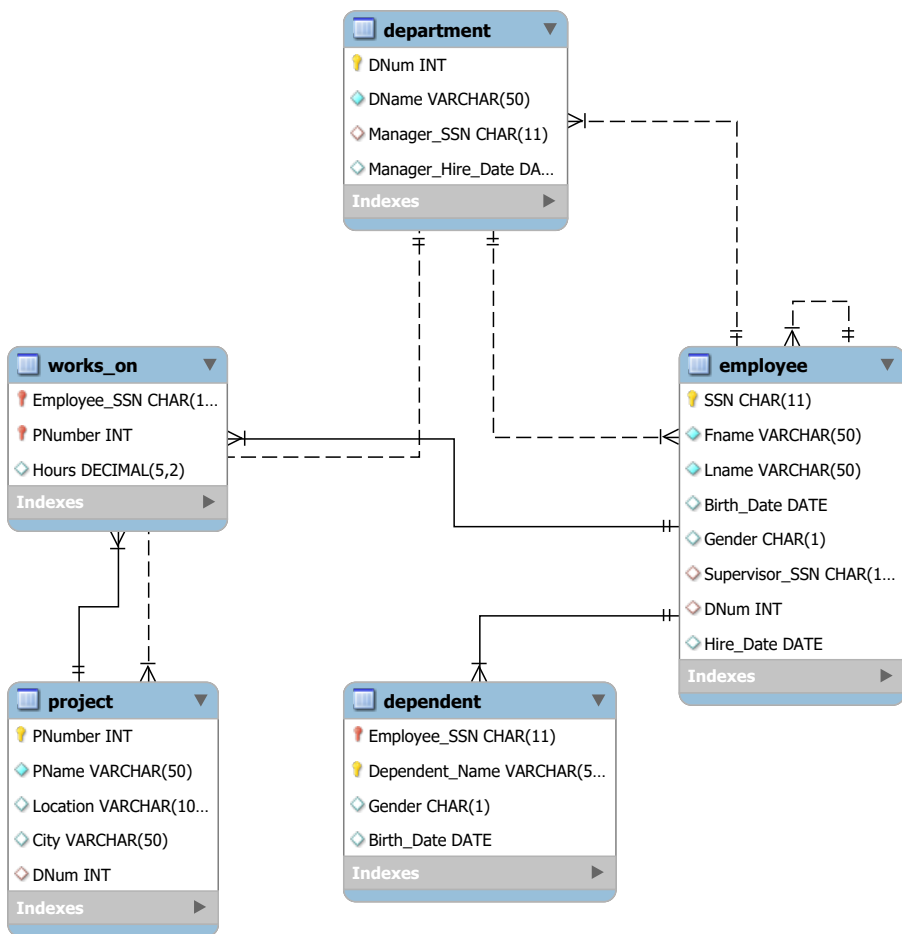 department
DNum INT
DName VARCHAR(50)
Manager_SSN CHAR(11)
Manager_Hire_Date DA...
Indexes
works_on
Employee_SSN CHAR(1...
PNumber INT
Hours DECIMAL(5,2)
Indexes
employee
SSN CHAR(11)
Fname VARCHAR(50)
Lname VARCHAR(50)
Birth_Date DATE
Gender CHAR(1)
Supervisor_SSN CHAR(1...
DNum INT
Hire_Date DATE
Indexes
project
PNumber INT
PName VARCHAR(50)
Location VARCHAR(10...
City VARCHAR(50)
DNum INT
Indexes
dependent
Employee_SSN CHAR(11)
Dependent_Name VARCHAR(5...
Gender CHAR(1)
Birth_Date DATE
Indexes